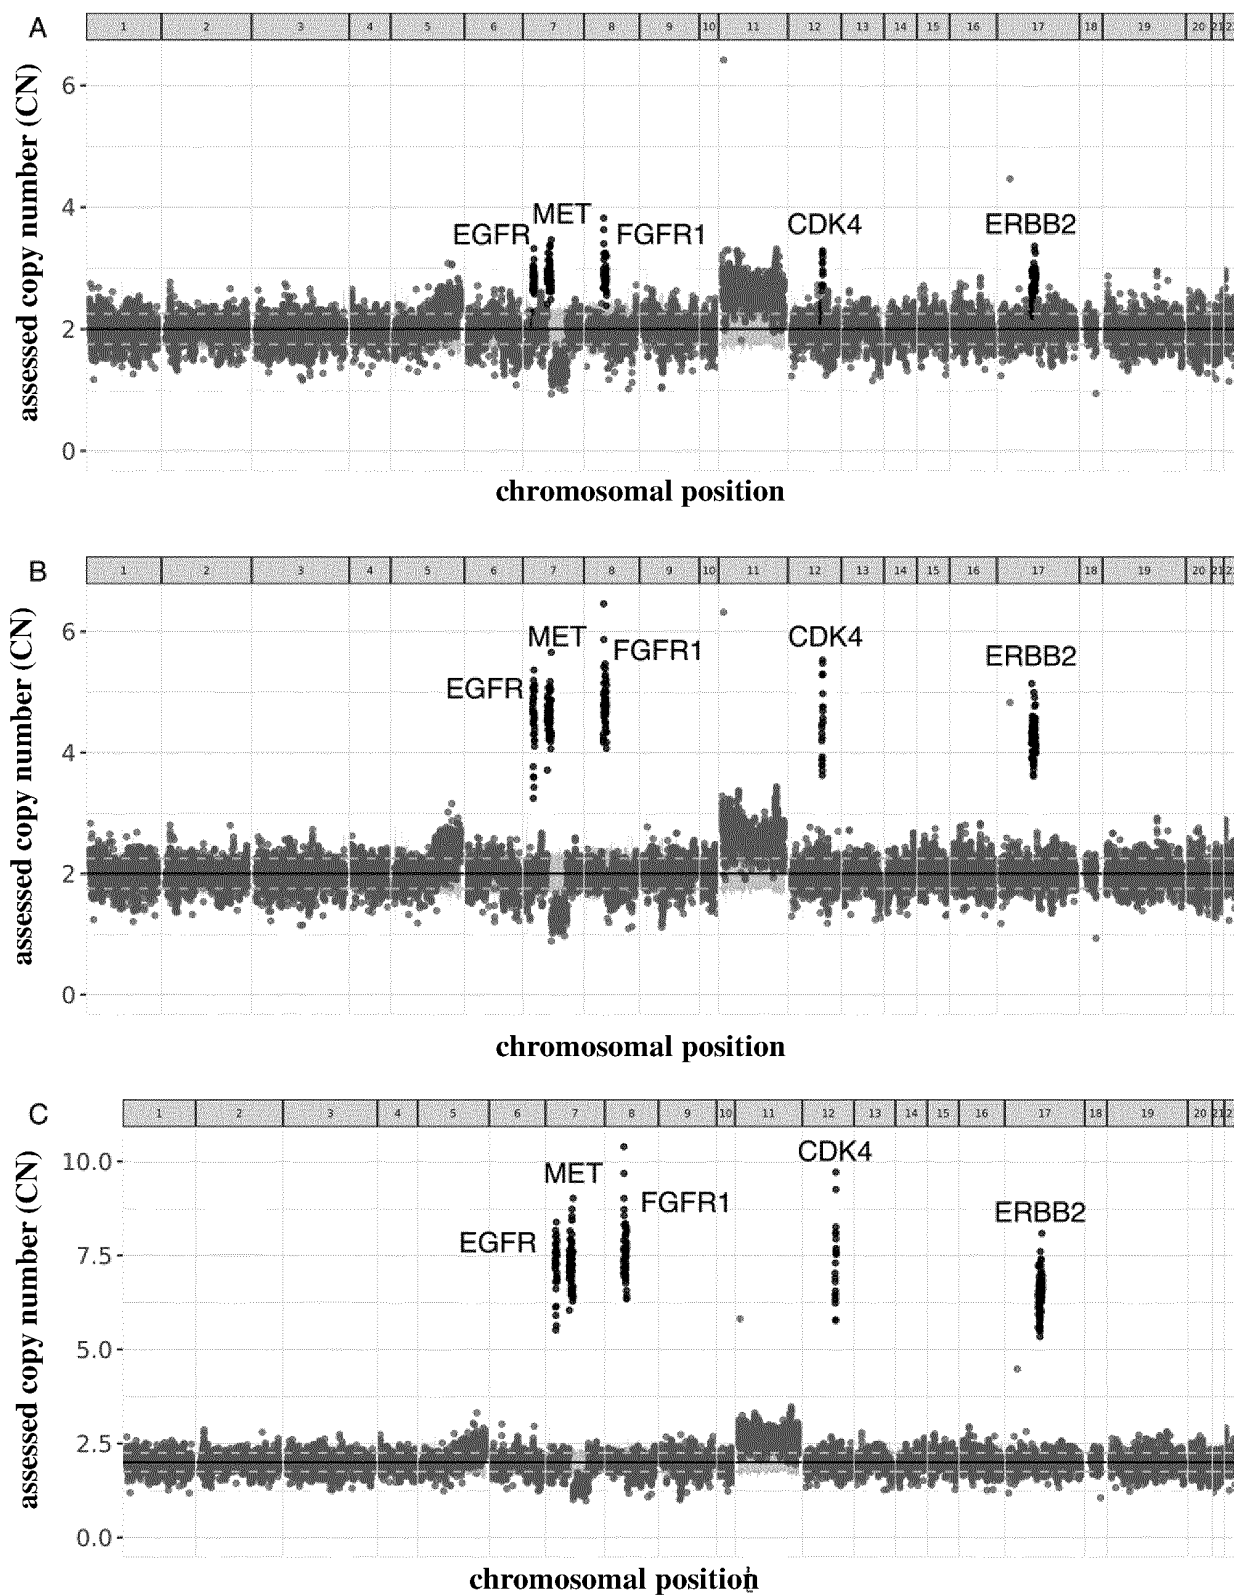 A
1 2 3 4 5 6 7 8 9 10 11 12 13 14 15 16 17 18 19 20 21
assessed copy number (CN)
6
4
2
0
EGFR
MET
FGFR1
CDK4
ERBB2
chromosomal position
B
1 2 3 4 5 6 7 8 9 10 11 12 13 14 15 16 17 18 19 20 21
assessed copy number (CN)
6
4
2
0
EGFR
MET
FGFR1
CDK4
ERBB2
chromosomal position
C
1 2 3 4 5 6 7 8 9 10 11 12 13 14 15 16 17 18 19 20 21
assessed copy number (CN)
10.0
7.5
5.0
2.5
0.0
EGFR
MET
FGFR1
CDK4
ERBB2
chromosomal position